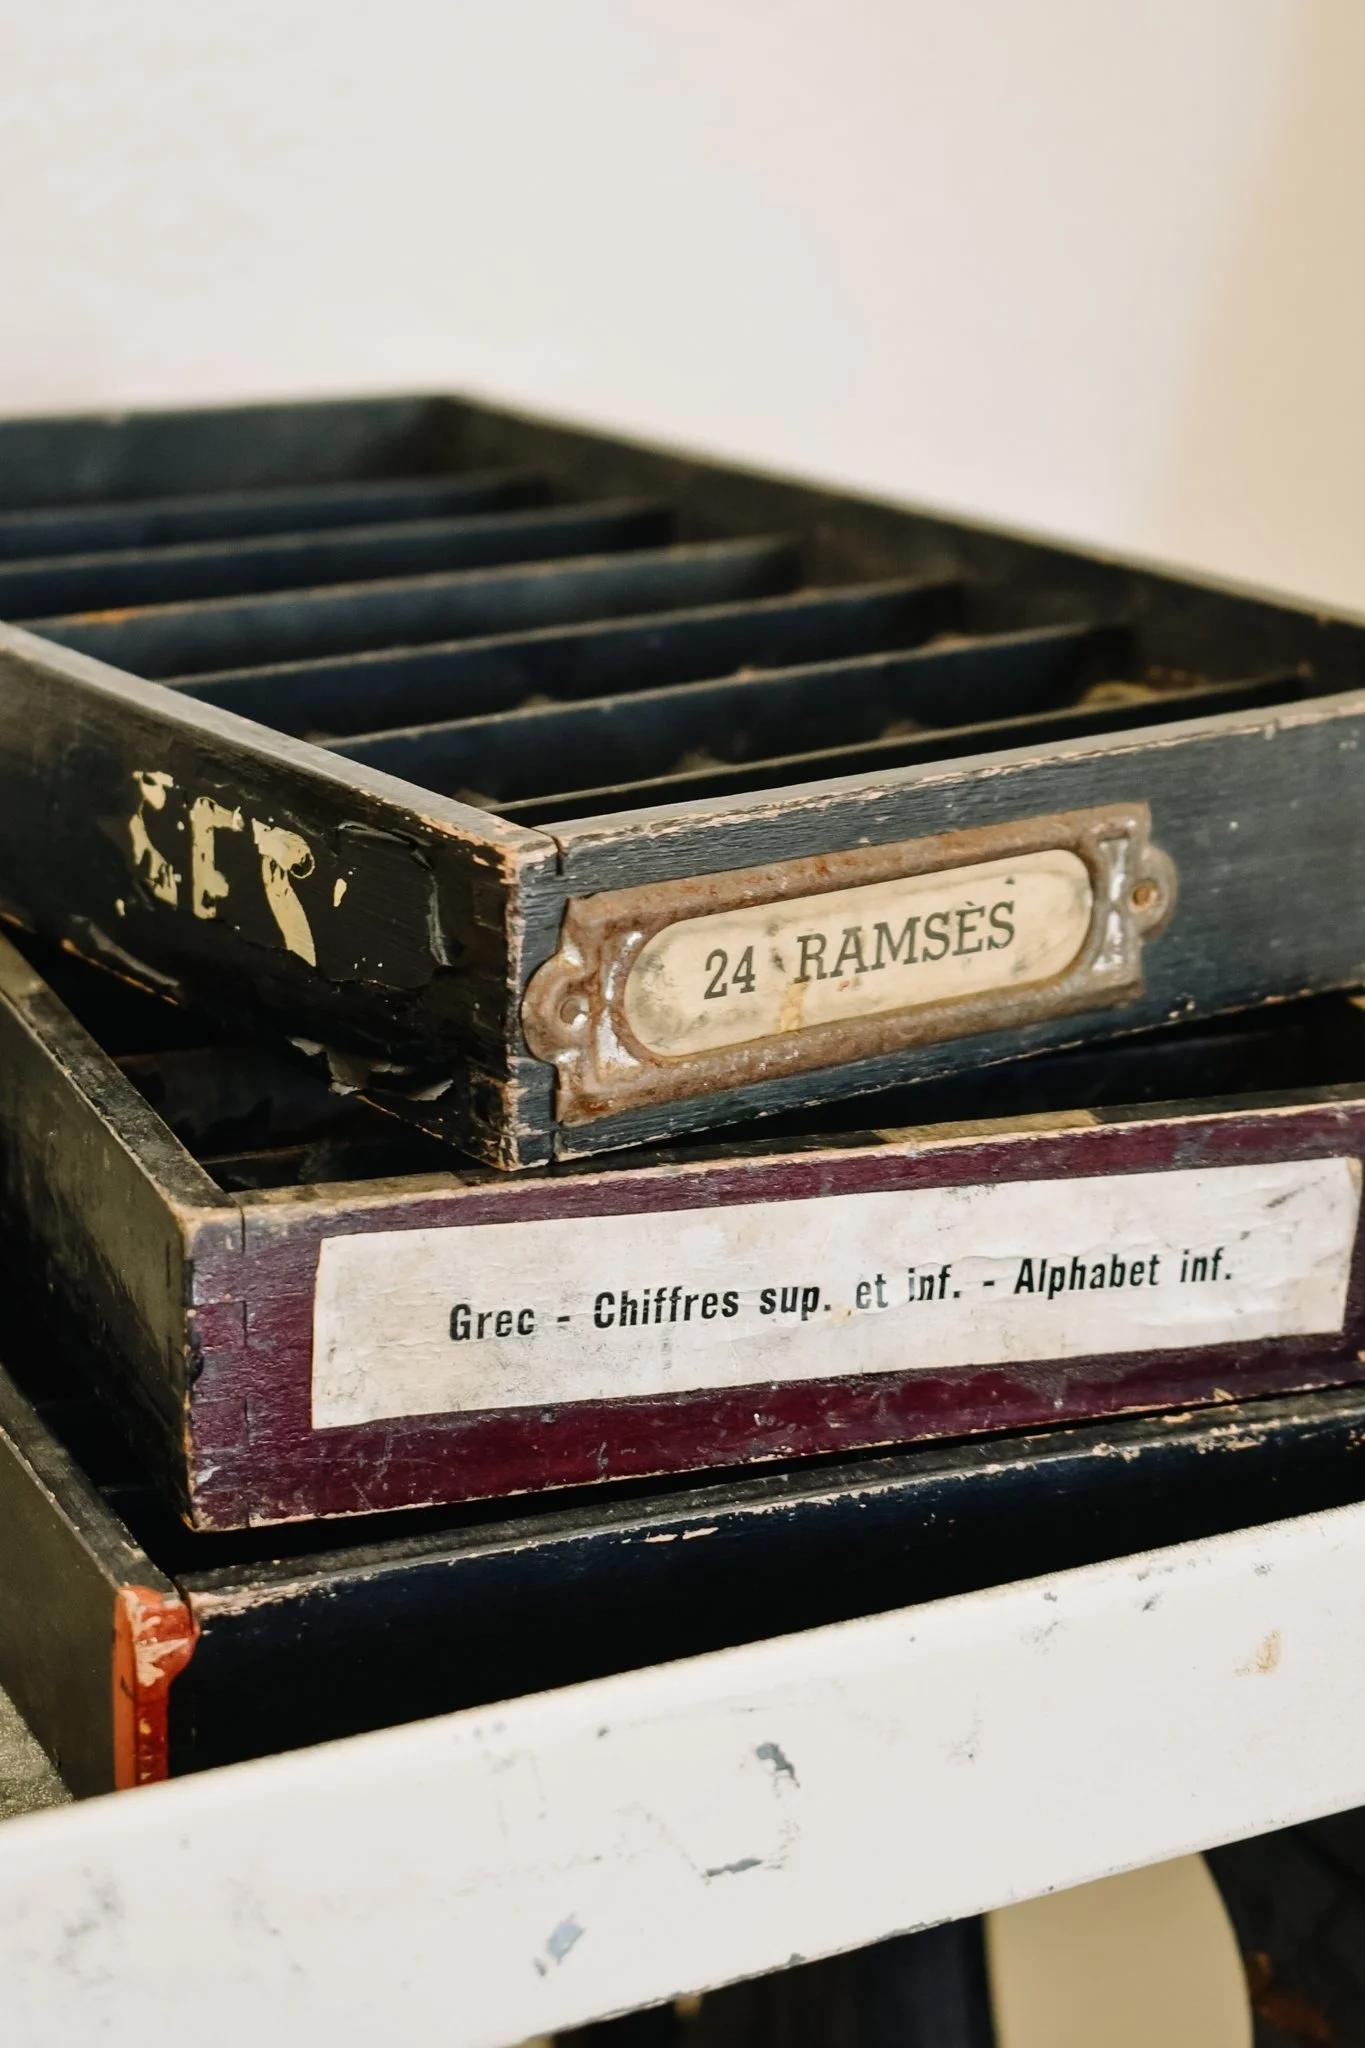 24 RAMSÈS
Grec - Chiffres sup. et inf. - Alphabet inf.